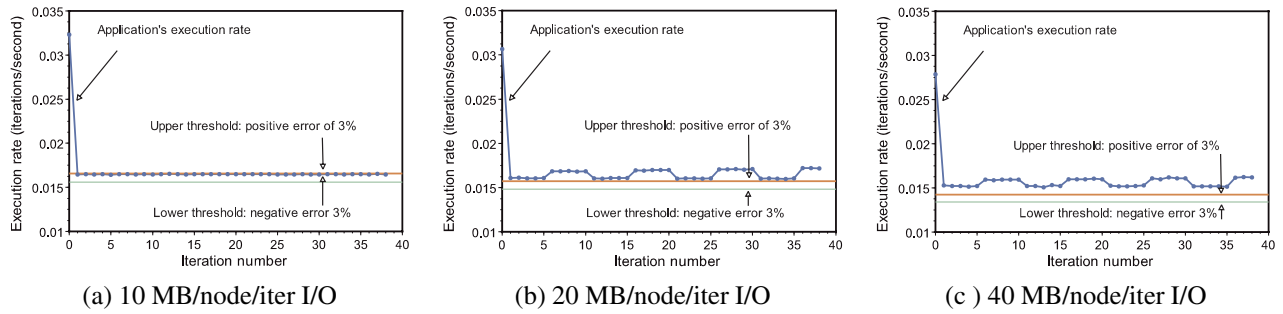 Execution rate (iterations/second)
0.035
0.03
0.025
0.02
0.015
0.01
Application's execution rate
Upper threshold: positive error of 3%
Lower threshold: negative error 3%
0 5 10 15 20 25 30 35 40
Iteration number
(a) 10 MB/node/iter I/O
Execution rate (iterations/second)
0.035
0.03
0.025
0.02
0.015
0.01
Application's execution rate
Upper threshold: positive error of 3%
Lower threshold: negative error 3%
0 5 10 15 20 25 30 35 40
Iteration number
(b) 20 MB/node/iter I/O
Execution rate (iterations/second)
0.035
0.03
0.025
0.02
0.015
0.01
Application's execution rate
Upper threshold: positive error of 3%
Lower threshold: negative error 3%
0 5 10 15 20 25 30 35 40
Iteration number
(c ) 40 MB/node/iter I/O